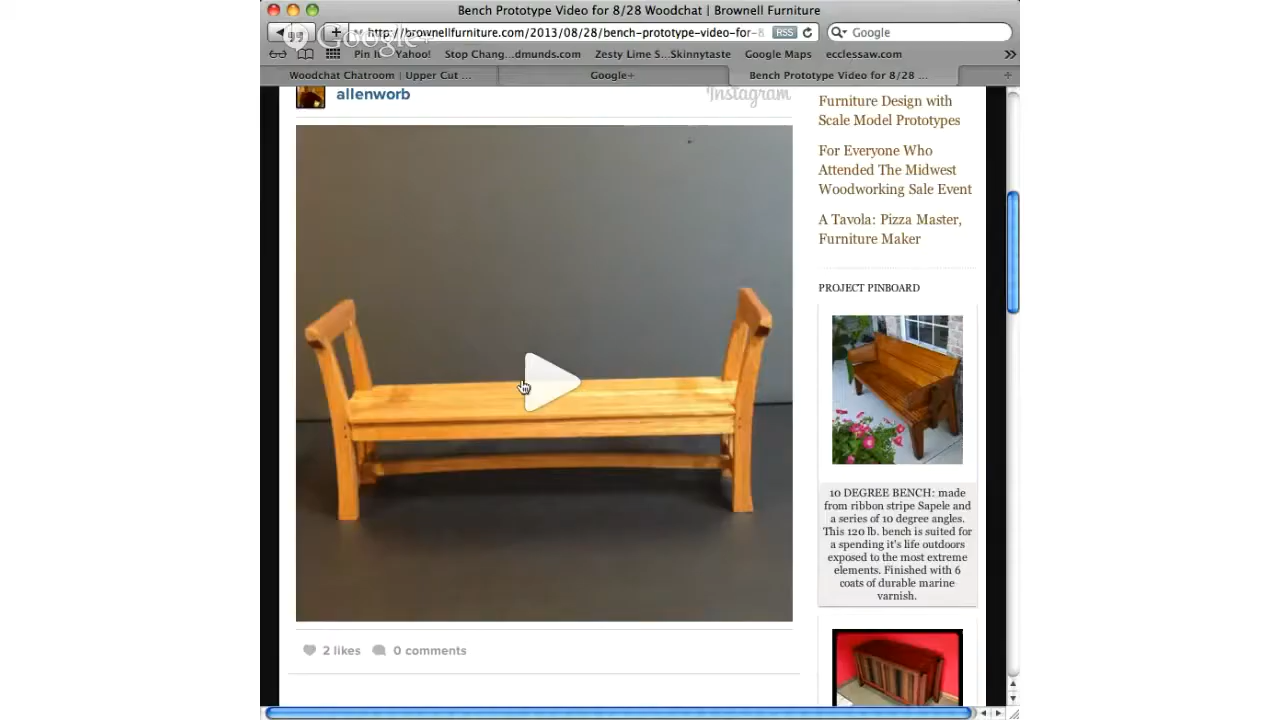 Bench Prototype Video for 8/28 Woodchat | Brownell Furniture
http://brownellfurniture.com/2013/08/28/bench-prototype-video-for-8
RSS
Google
Google+
Pin It
Yahoo!
Stop Chang...dmunds.com
Zesty Lime S...Skinnytaste
Google Maps
ecclessaw.com
Woodchat Chatroom | Upper Cut ...
Google+
Bench Prototype Video for 8/28 ...
allenworb
Instagram
Furniture Design with
Scale Model Prototypes
For Everyone Who
Attended The Midwest
Woodworking Sale Event
A Tavola: Pizza Master,
Furniture Maker
PROJECT PINBOARD
10 DEGREE BENCH: made
from ribbon stripe Sapele and
a series of 10 degree angles.
This 120 lb. bench is suited for
a spending it's life outdoors
exposed to the most extreme
elements. Finished with 6
coats of durable marine
varnish.
2 likes
0 comments